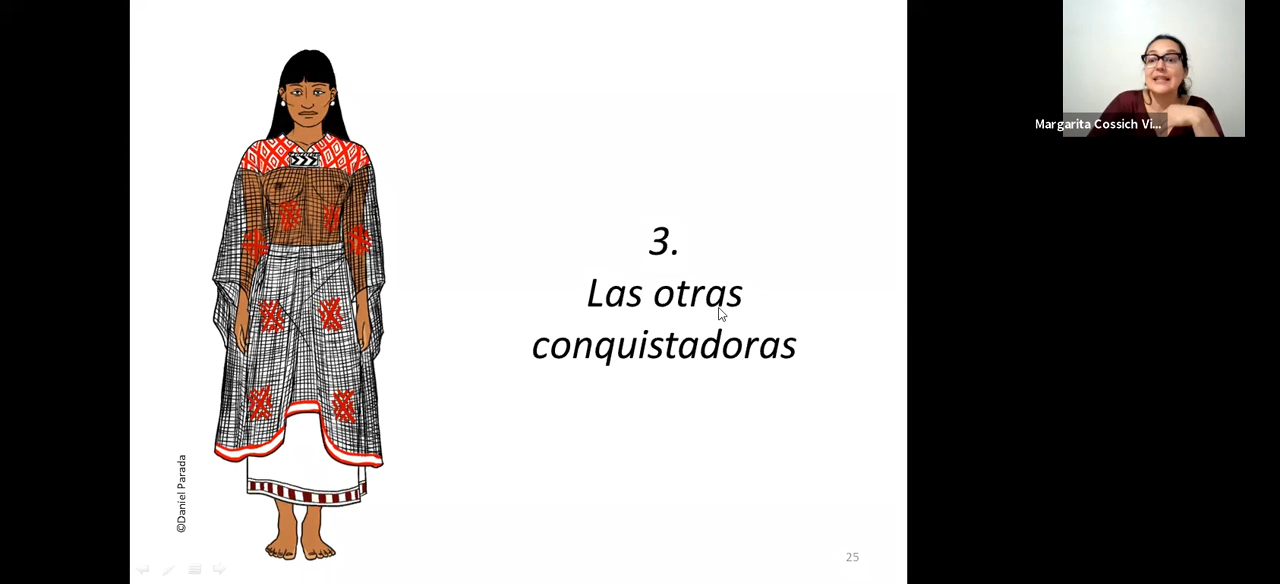 3.
Las otras
conquistadoras
©Daniel Parada
25
Margarita Cossich Vi...